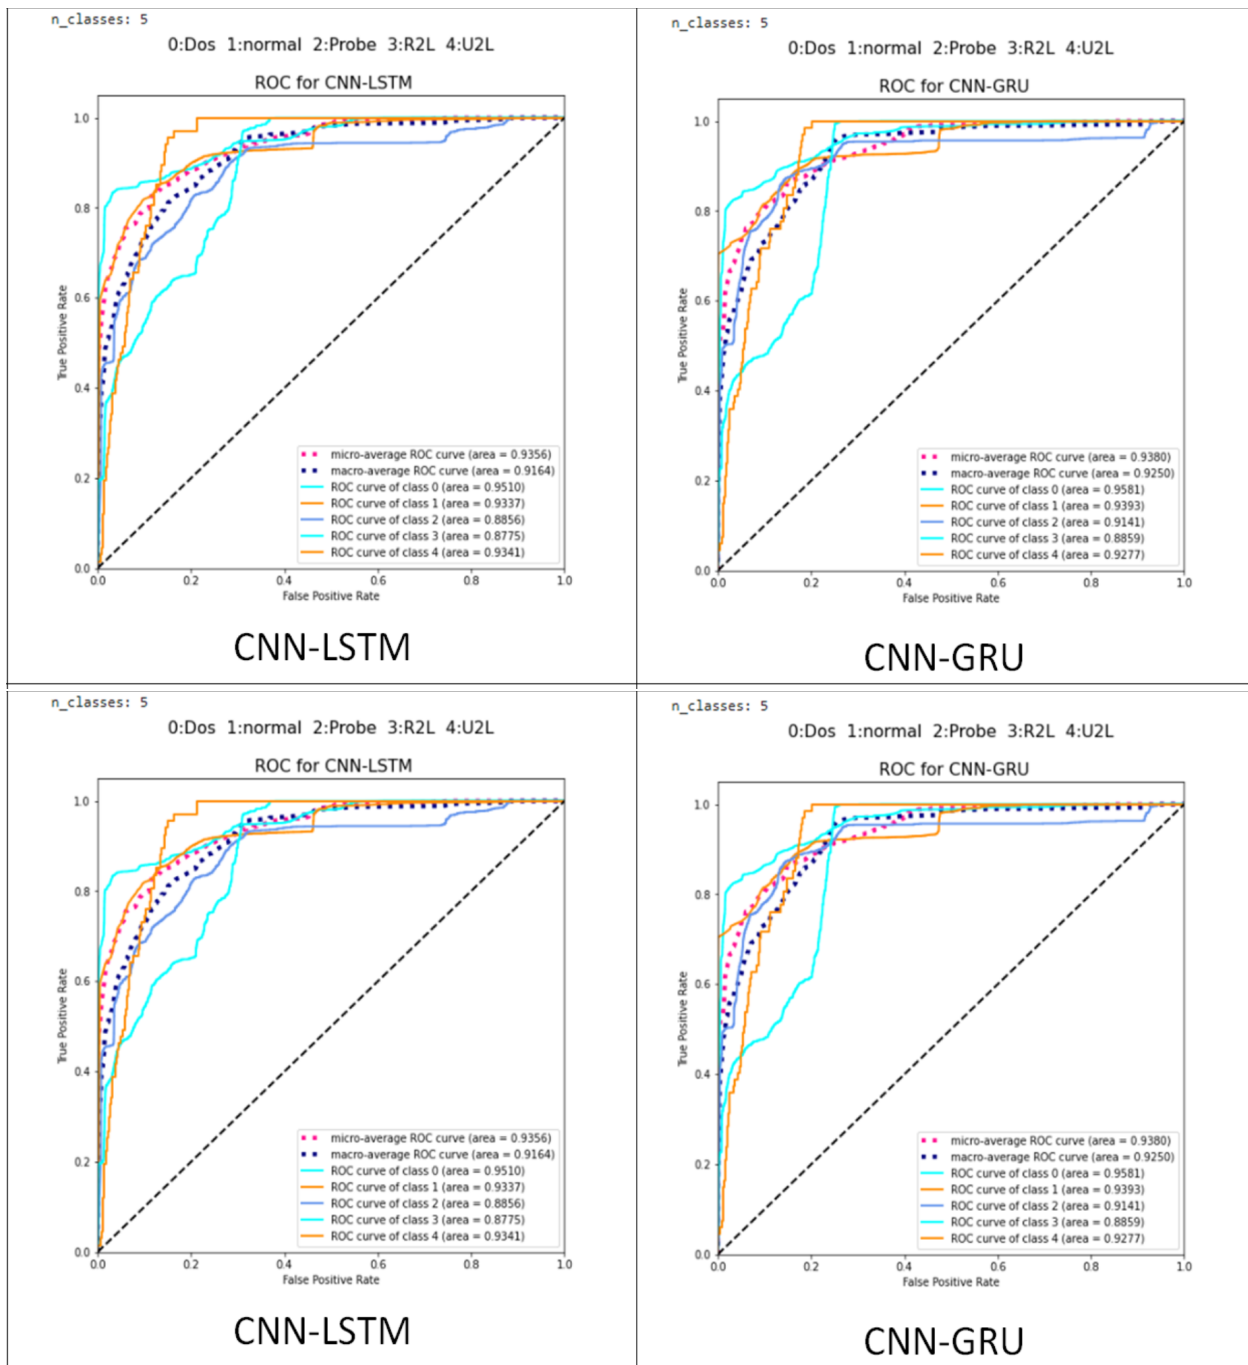 n_classes: 5
0:Dos 1:normal 2:Probe 3:R2L 4:U2L
ROC for CNN-LSTM
1.0
0.8
0.6
0.4
0.2
0.0
True Positive Rate
micro-average ROC curve (area = 0.9356)
macro-average ROC curve (area = 0.9164)
ROC curve of class 0 (area = 0.9510)
ROC curve of class 1 (area = 0.9337)
ROC curve of class 2 (area = 0.8856)
ROC curve of class 3 (area = 0.8775)
ROC curve of class 4 (area = 0.9341)
0.0 0.2 0.4 0.6 0.8 1.0
False Positive Rate
CNN-LSTM
n_classes: 5
0:Dos 1:normal 2:Probe 3:R2L 4:U2L
ROC for CNN-GRU
1.0
0.8
0.6
0.4
0.2
0.0
True Positive Rate
micro-average ROC curve (area = 0.9380)
macro-average ROC curve (area = 0.9250)
ROC curve of class 0 (area = 0.9581)
ROC curve of class 1 (area = 0.9393)
ROC curve of class 2 (area = 0.9141)
ROC curve of class 3 (area = 0.8859)
ROC curve of class 4 (area = 0.9277)
0.0 0.2 0.4 0.6 0.8 1.0
False Positive Rate
CNN-GRU
n_classes: 5
0:Dos 1:normal 2:Probe 3:R2L 4:U2L
ROC for CNN-LSTM
1.0
0.8
0.6
0.4
0.2
0.0
True Positive Rate
micro-average ROC curve (area = 0.9356)
macro-average ROC curve (area = 0.9164)
ROC curve of class 0 (area = 0.9510)
ROC curve of class 1 (area = 0.9337)
ROC curve of class 2 (area = 0.8856)
ROC curve of class 3 (area = 0.8775)
ROC curve of class 4 (area = 0.9341)
0.0 0.2 0.4 0.6 0.8 1.0
False Positive Rate
CNN-LSTM
n_classes: 5
0:Dos 1:normal 2:Probe 3:R2L 4:U2L
ROC for CNN-GRU
1.0
0.8
0.6
0.4
0.2
0.0
True Positive Rate
micro-average ROC curve (area = 0.9380)
macro-average ROC curve (area = 0.9250)
ROC curve of class 0 (area = 0.9581)
ROC curve of class 1 (area = 0.9393)
ROC curve of class 2 (area = 0.9141)
ROC curve of class 3 (area = 0.8859)
ROC curve of class 4 (area = 0.9277)
0.0 0.2 0.4 0.6 0.8 1.0
False Positive Rate
CNN-GRU